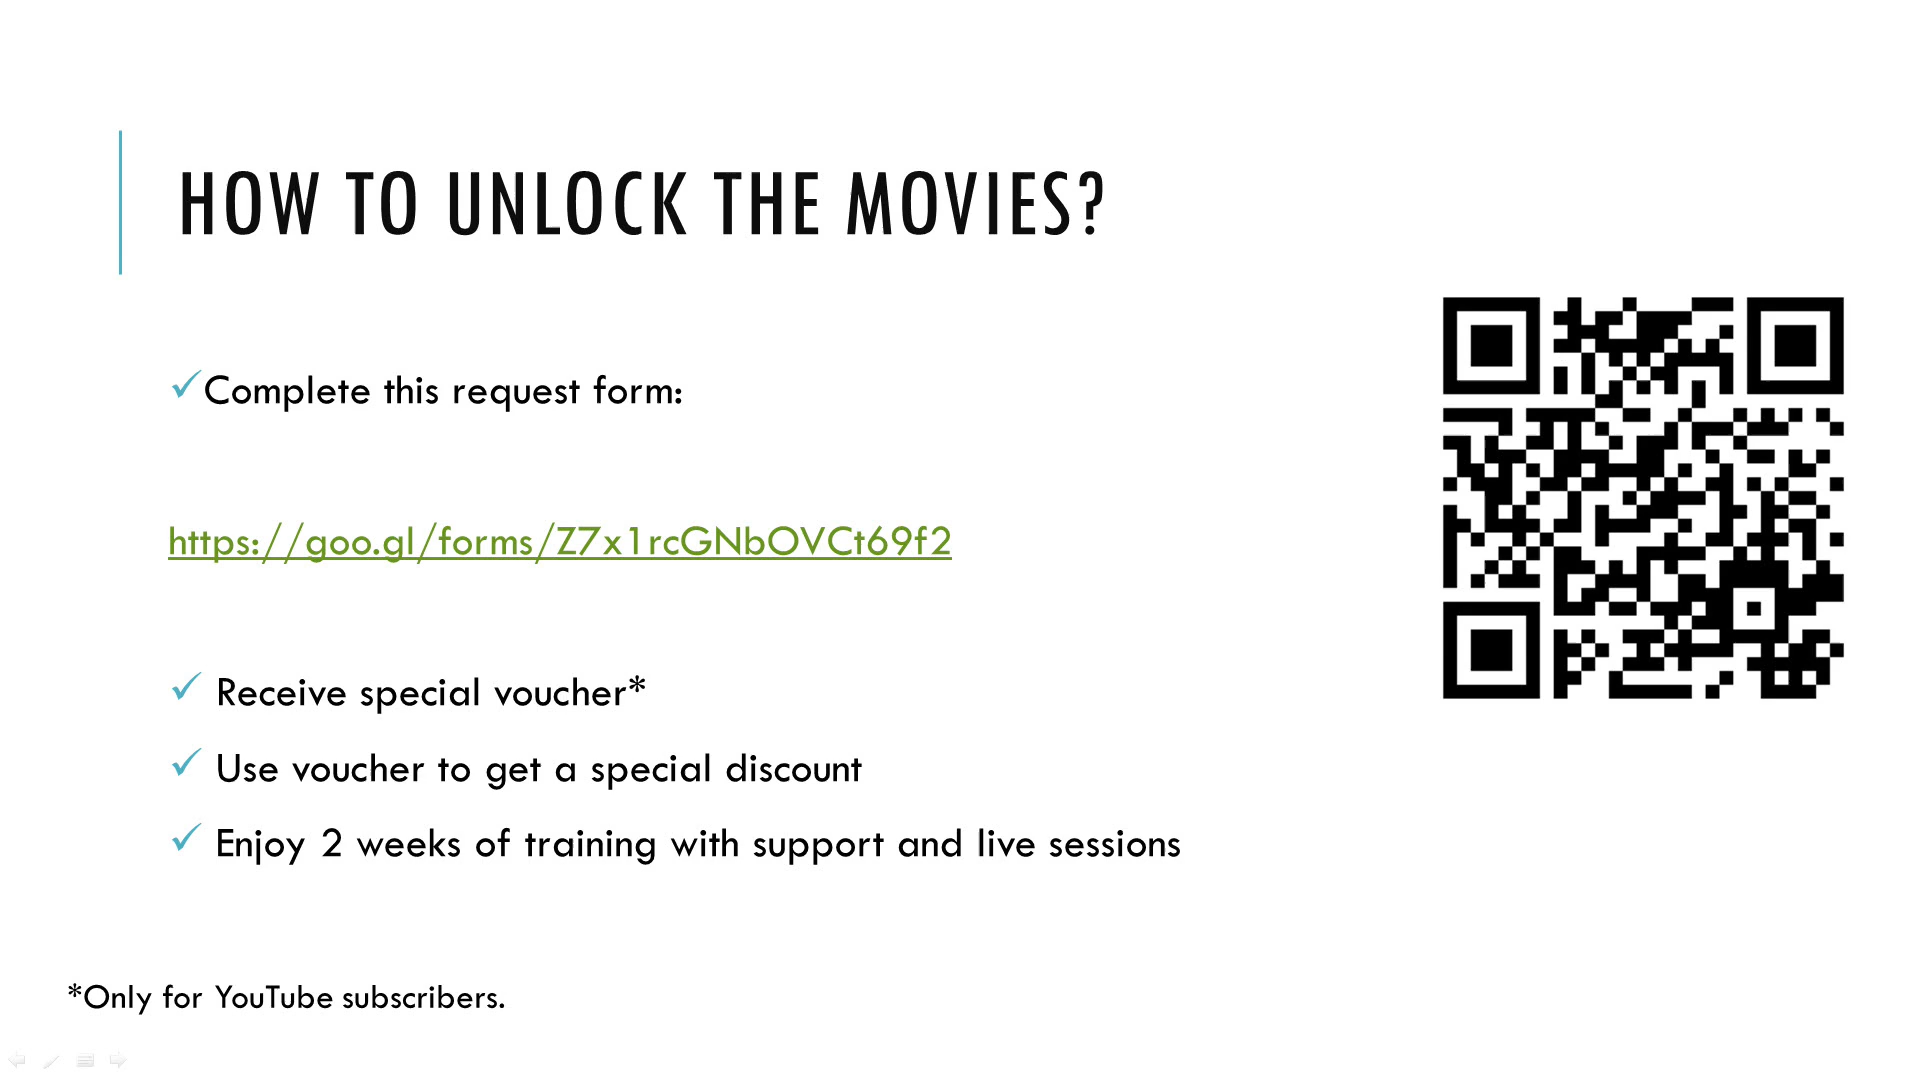 HOW TO UNLOCK THE MOVIES?
Complete this request form:
https://goo.gl/forms/Z7x1rcGNbOVCt69f2
Receive special voucher*
Use voucher to get a special discount
Enjoy 2 weeks of training with support and live sessions
*Only for YouTube subscribers.